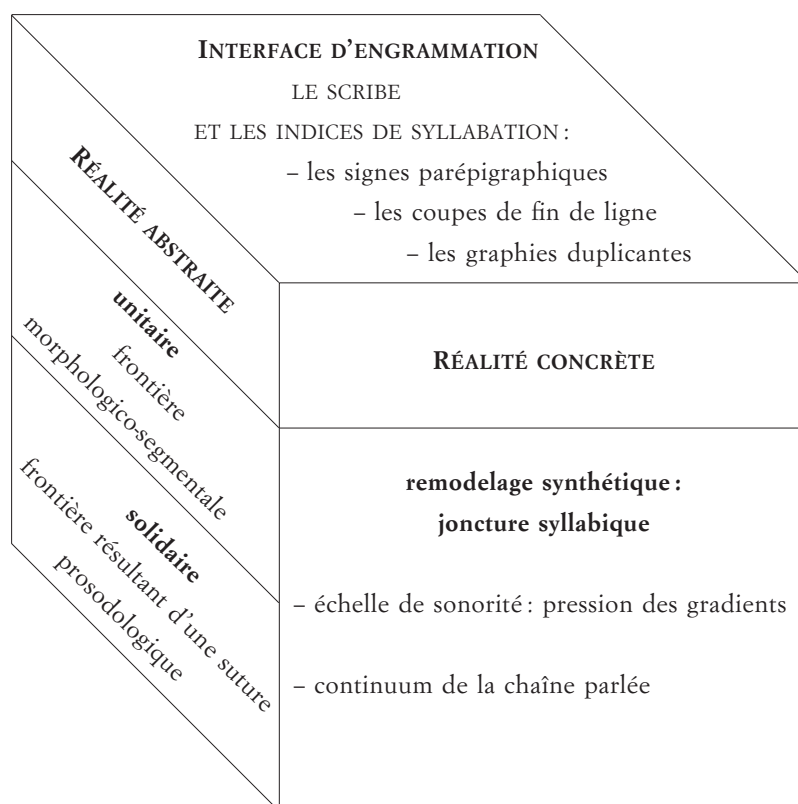 INTERFACE D'ENGRAMMATION
LE SCRIBE
ET LES INDICES DE SYLLABATION :
– les signes parépigraphiques
– les coupes de fin de ligne
– les graphies duplicantes
RÉALITÉ ABSTRAITE
unitaire
frontière
morphologico-segmentale
solidaire
frontière résultant d'une suture
prosodologique
RÉALITÉ CONCRÈTE
remodelage synthétique :
joncture syllabique
– échelle de sonorité : pression des gradients
– continuum de la chaîne parlée